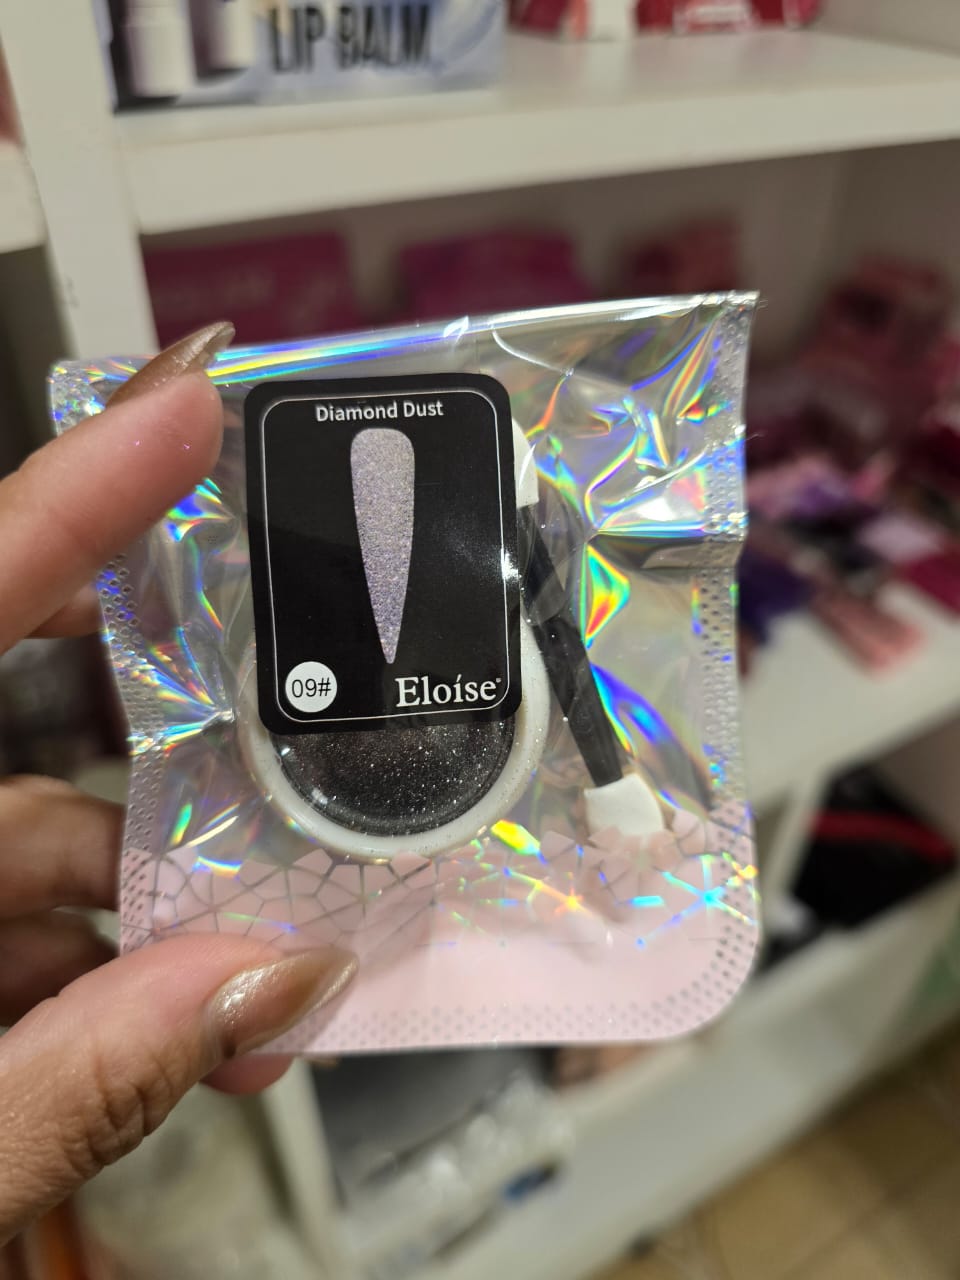 LIP BALM
Diamond Dust
09#
Eloíse®